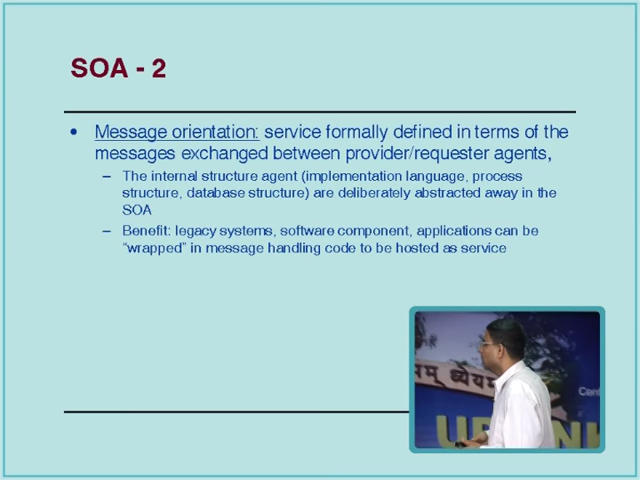 SOA - 2
• Message orientation: service formally defined in terms of the
messages exchanged between provider/requester agents,
– The internal structure agent (implementation language, process
structure, database structure) are deliberately abstracted away in the
SOA
– Benefit: legacy systems, software component, applications can be
“wrapped” in message handling code to be hosted as service
ध्येयम
Cent